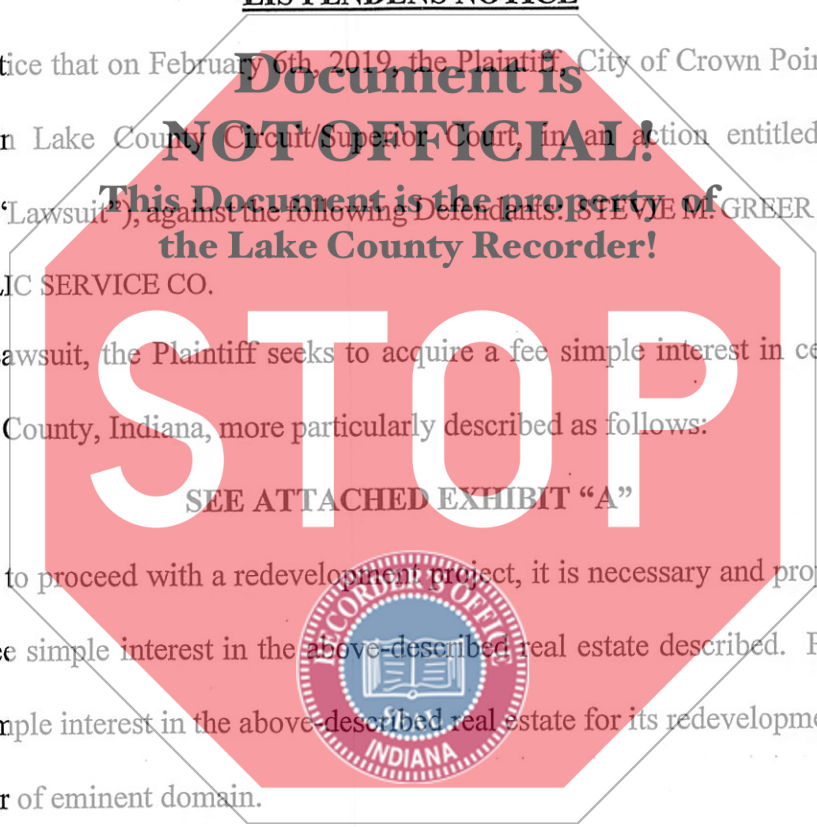 LIS PENDENS NOTICE
tice that on February 6th, 2019, the Plaintiff, City of Crown Poin
Document is
n Lake County Circuit/Superior Court, in an action entitled
NOT OFFICIAL!
This Document is the property of
“Lawsuit”), against the following Defendants: STEVIE M. GREER
the Lake County Recorder!
LIC SERVICE CO.
STOP
awsuit, the Plaintiff seeks to acquire a fee simple interest in ce
County, Indiana, more particularly described as follows:
SEE ATTACHED EXHIBIT “A”
to proceed with a redevelopment project, it is necessary and prop
RECORDER'S OFFICE
ee simple interest in the above-described real estate described.
SEAL
mple interest in the above-described real estate for its redevelopme
INDIANA
r of eminent domain.